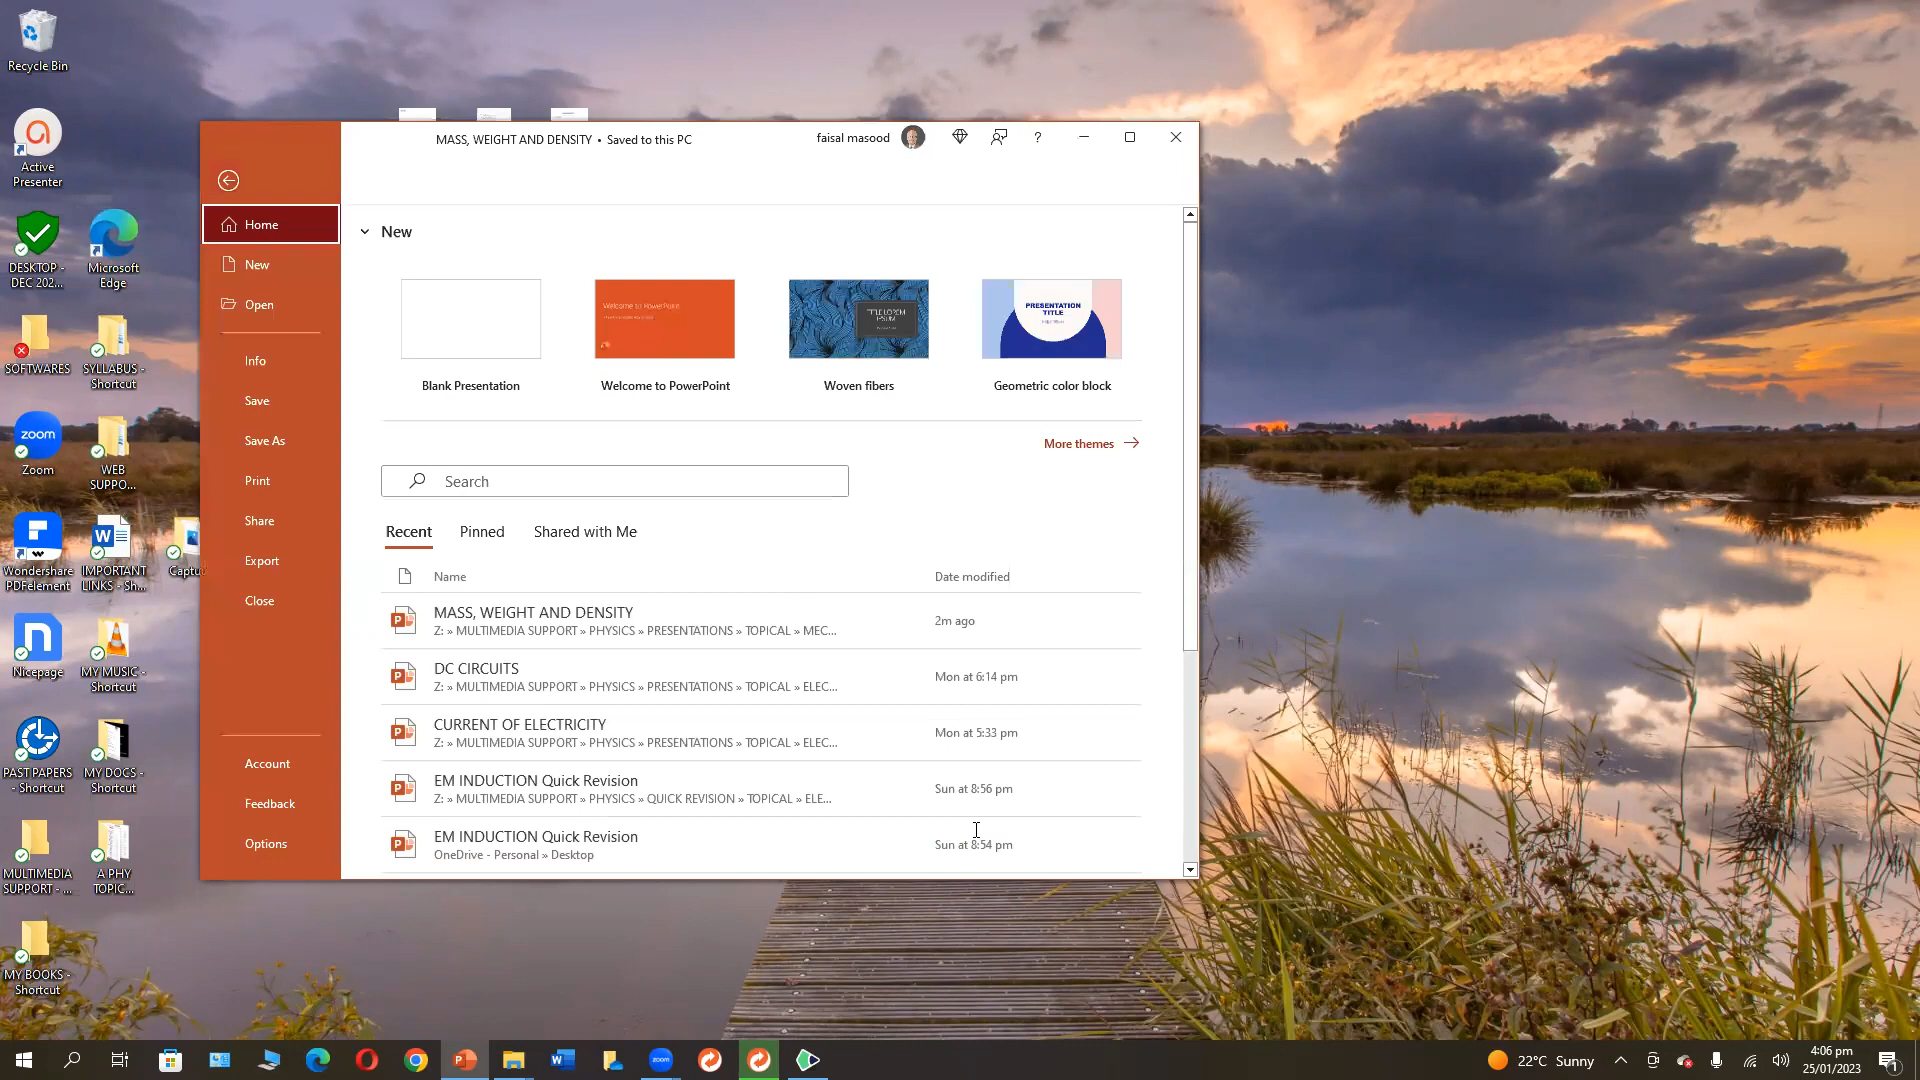 Recycle Bin
Active
Presenter
DESKTOP -
DEC 202...
Microsoft
Edge
SOFTWARES
SYLLABUS -
Shortcut
zoom
Zoom
WEB
SUPPO...
Wondershare
PDFelement
IMPORTANT
LINKS - Sh...
Captu
Nicepage
MY MUSIC -
Shortcut
PAST PAPERS
- Shortcut
MY DOCS -
Shortcut
MULTIMEDIA
SUPPORT - ...
A PHY
TOPIC...
MY BOOKS -
Shortcut
MASS, WEIGHT AND DENSITY • Saved to this PC
faisal masood
?
Home
New
Open
Info
Save
Save As
Print
Share
Export
Close
Account
Feedback
Options
New
Welcome to PowerPoint
TITLE LOREM
IPSUM
PRESENTATION
TITLE
Blank Presentation
Welcome to PowerPoint
Woven fibers
Geometric color block
More themes
Search
Recent
Pinned
Shared with Me
Name
Date modified
MASS, WEIGHT AND DENSITY
Z: » MULTIMEDIA SUPPORT » PHYSICS » PRESENTATIONS » TOPICAL » MEC...
2m ago
DC CIRCUITS
Z: » MULTIMEDIA SUPPORT » PHYSICS » PRESENTATIONS » TOPICAL » ELEC...
Mon at 6:14 pm
CURRENT OF ELECTRICITY
Z: » MULTIMEDIA SUPPORT » PHYSICS » PRESENTATIONS » TOPICAL » ELEC...
Mon at 5:33 pm
EM INDUCTION Quick Revision
Z: » MULTIMEDIA SUPPORT » PHYSICS » QUICK REVISION » TOPICAL » ELE...
Sun at 8:56 pm
EM INDUCTION Quick Revision
OneDrive - Personal » Desktop
Sun at 8:54 pm
zoom
22°C Sunny
4:06 pm
25/01/2023
1